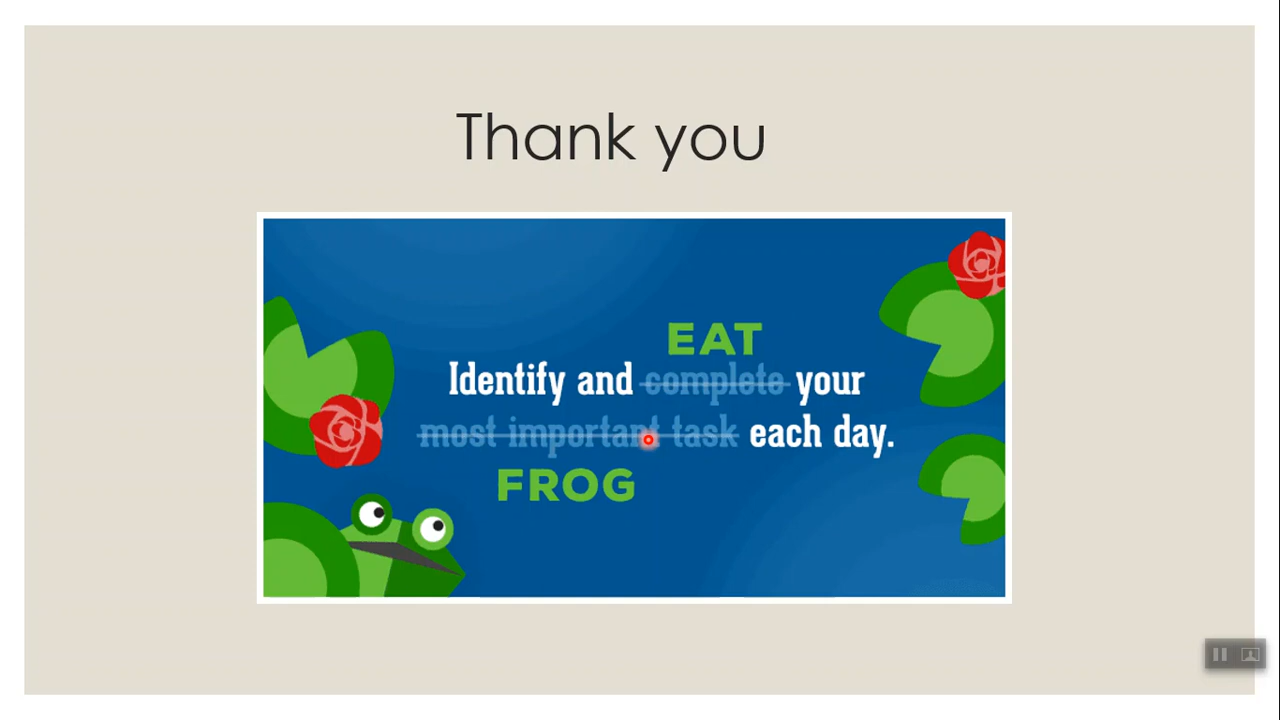 Thank you
EAT
Identify and complete your
most important task each day.
FROG